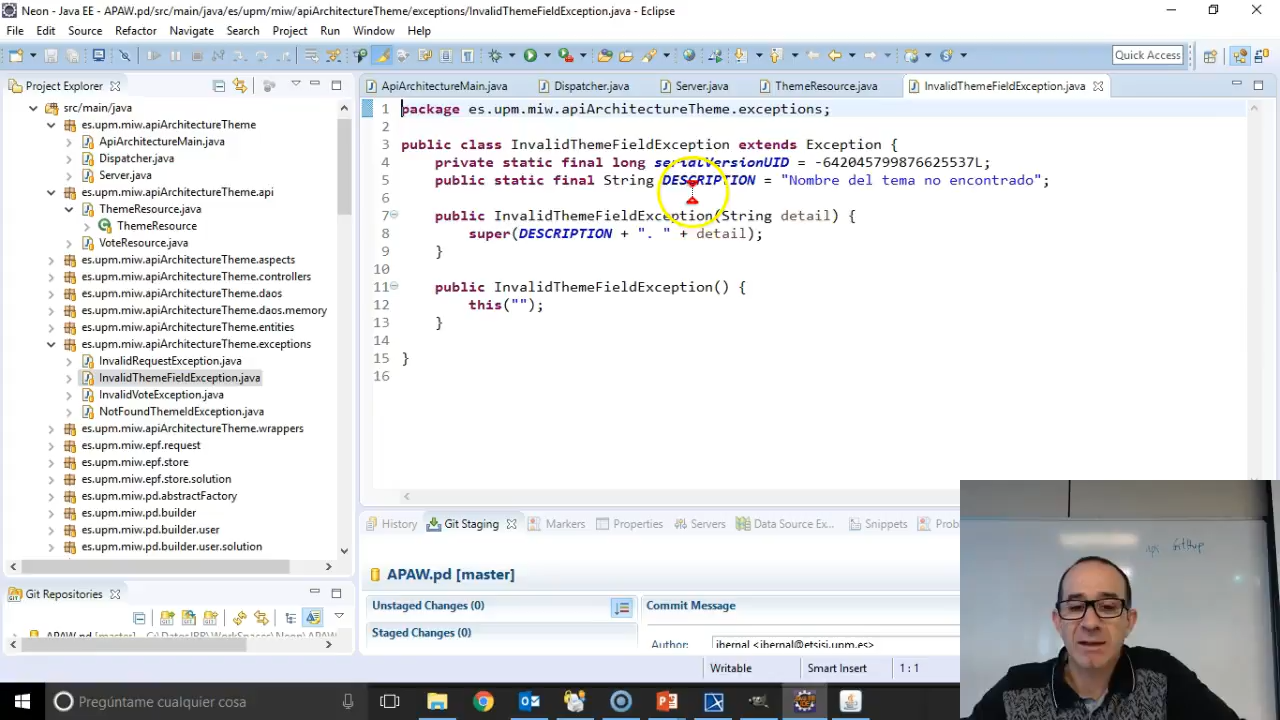 Neon - Java EE - APAW.pd/src/main/java/es/upm/miw/apiArchitectureTheme/exceptions/InvalidThemeFieldException.java - Eclipse
File Edit Source Refactor Navigate Search Project Run Window Help
Quick Access
Project Explorer
src/main/java
es.upm.miw.apiArchitectureTheme
ApiArchitectureMain.java
Dispatcher.java
Server.java
es.upm.miw.apiArchitectureTheme.api
ThemeResource.java
ThemeResource
VoteResource.java
es.upm.miw.apiArchitectureTheme.aspects
es.upm.miw.apiArchitectureTheme.controllers
es.upm.miw.apiArchitectureTheme.daos
es.upm.miw.apiArchitectureTheme.daos.memory
es.upm.miw.apiArchitectureTheme.entities
es.upm.miw.apiArchitectureTheme.exceptions
InvalidRequestException.java
InvalidThemeFieldException.java
InvalidVoteException.java
NotFoundThemeIdException.java
es.upm.miw.apiArchitectureTheme.wrappers
es.upm.miw.epf.request
es.upm.miw.epf.store
es.upm.miw.epf.store.solution
es.upm.miw.pd.abstractFactory
es.upm.miw.pd.builder
es.upm.miw.pd.builder.user
es.upm.miw.pd.builder.user.solution
Git Repositories
ApiArchitectureMain.java Dispatcher.java Server.java ThemeResource.java InvalidThemeFieldException.java
1 package es.upm.miw.apiArchitectureTheme.exceptions;
2
3 public class InvalidThemeFieldException extends Exception {
4 private static final long serialVersionUID = -642045799876625537L;
5 public static final String DESCRIPTION = "Nombre del tema no encontrado";
6
7 public InvalidThemeFieldException(String detail) {
8 super(DESCRIPTION + ". " + detail);
9 }
10
11 public InvalidThemeFieldException() {
12 this("");
13 }
14
15 }
16
History Git Staging Markers Properties Servers Data Source Ex... Snippets Prob
APAW.pd [master]
Unstaged Changes (0)
Staged Changes (0)
Commit Message
Author: jbernal <jbernal@etsisi.upm.es>
Writable Smart Insert 1 : 1
Pregúntame cualquier cosa